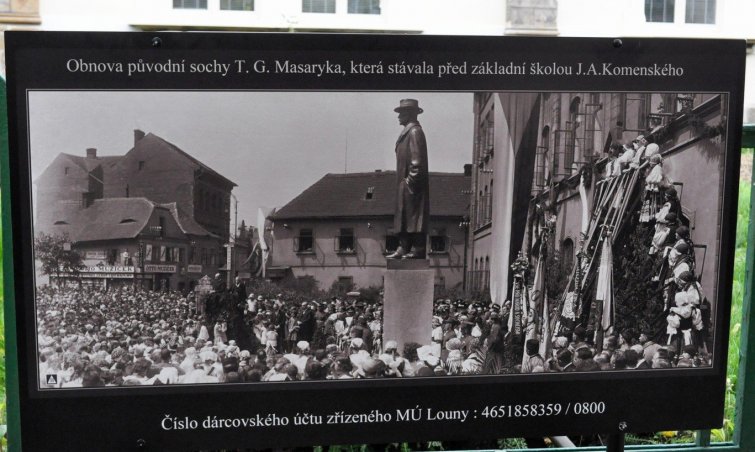 Obnova původní sochy T. G. Masaryka, která stávala před základní školou J.A.Komenského
Číslo dárcovského účtu zřízeného MÚ Louny : 4651858359 / 0800